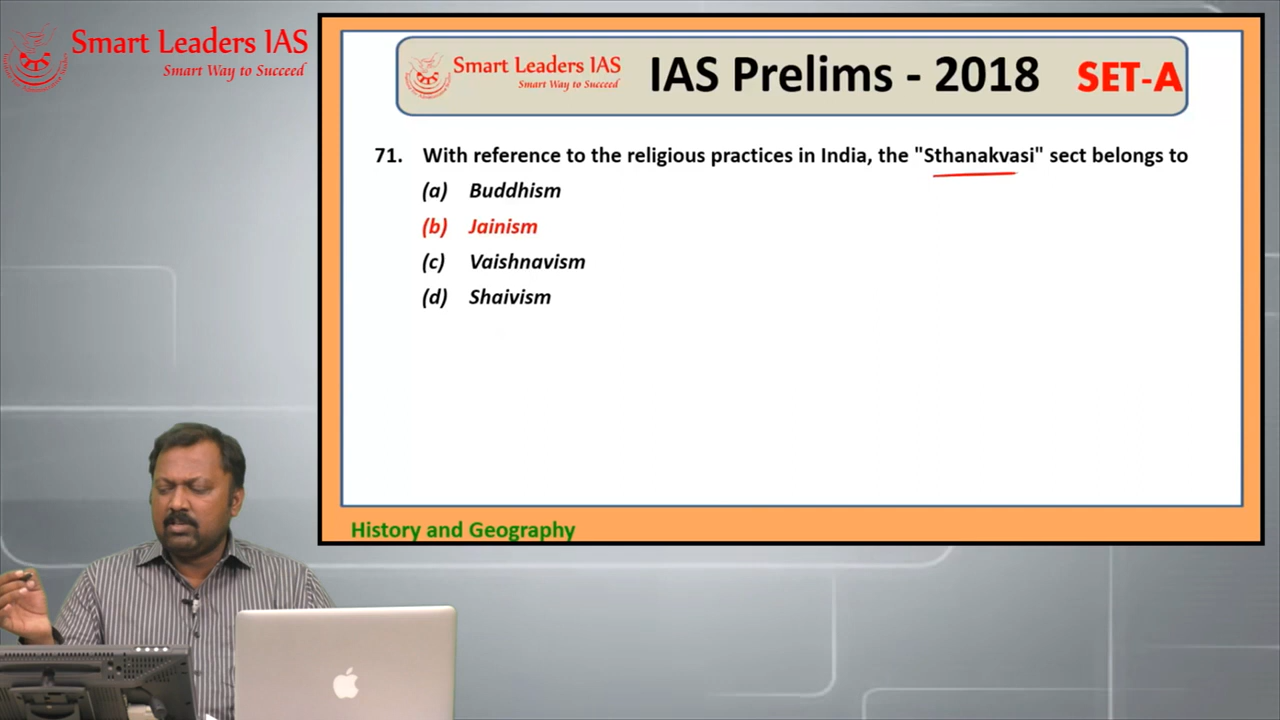 Smart Leaders IAS
Smart Way to Succeed
Smart Leaders IAS
Smart Way to Succeed
IAS Prelims - 2018 SET-A
71. With reference to the religious practices in India, the "Sthanakvasi" sect belongs to
(a) Buddhism
(b) Jainism
(c) Vaishnavism
(d) Shaivism
History and Geography